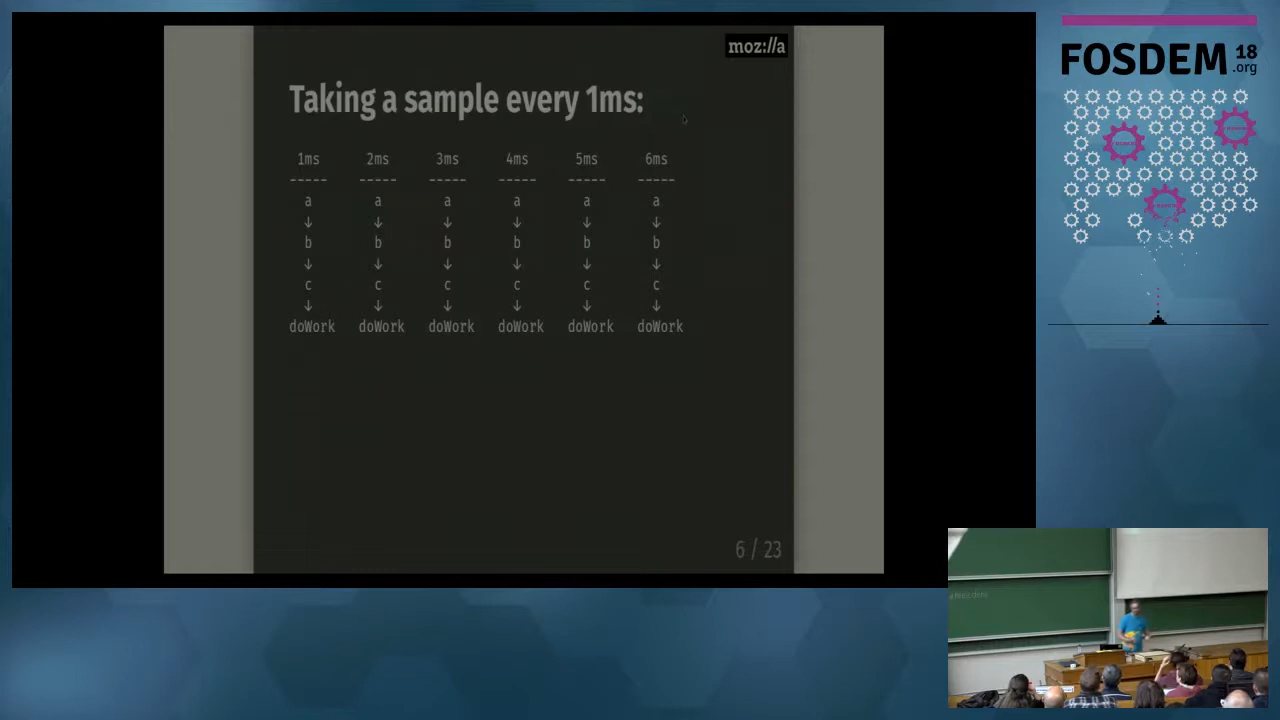 moz://a
FOSDEM 18
.org
Taking a sample every 1ms:
1ms 2ms 3ms 4ms 5ms 6ms
----- ----- ----- ----- ----- -----
a a a a a a
↓ ↓ ↓ ↓ ↓ ↓
b b b b b b
↓ ↓ ↓ ↓ ↓ ↓
c c c c c c
↓ ↓ ↓ ↓ ↓ ↓
doWork doWork doWork doWork doWork doWork
6 / 23